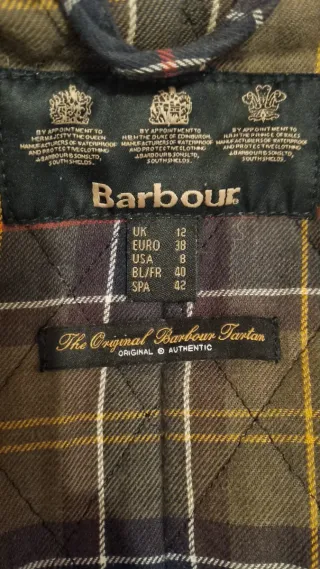 BY APPOINTMENT TO
HER MAJESTY THE QUEEN
MANUFACTURERS OF WATERPROOF
AND PROTECTIVE CLOTHING
J.BARBOUR & SONS LTD,
SOUTH SHIELDS.
BY APPOINTMENT TO
H.R.H. THE DUKE OF EDINBURGH
MANUFACTURERS OF WATERPROOF
AND PROTECTIVE CLOTHING
J.BARBOUR & SONS LTD,
SOUTH SHIELDS.
BY APPOINTMENT TO
H.R.H. THE PRINCE OF WALES
MANUFACTURERS OF WATERPROOF
AND PROTECTIVE CLOTHING
J.BARBOUR & SONS LTD,
SOUTH SHIELDS.
Barbour
UK 12
EURO 38
USA 8
BL/FR 40
SPA 42
The Original Barbour Tartan
ORIGINAL & AUTHENTIC